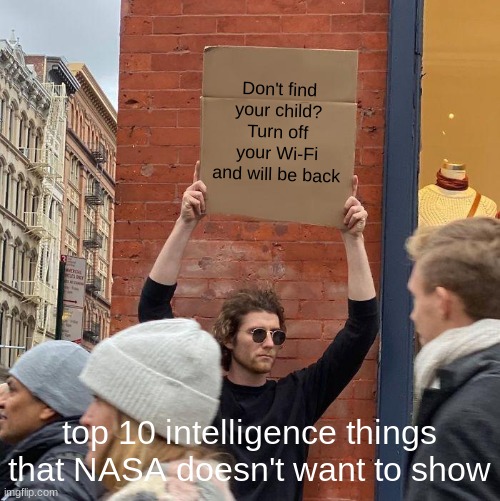 Don't find
your child?
Turn off
your Wi-Fi
and will be back
top 10 intelligence things
that NASA doesn't want to show
imgflip.com